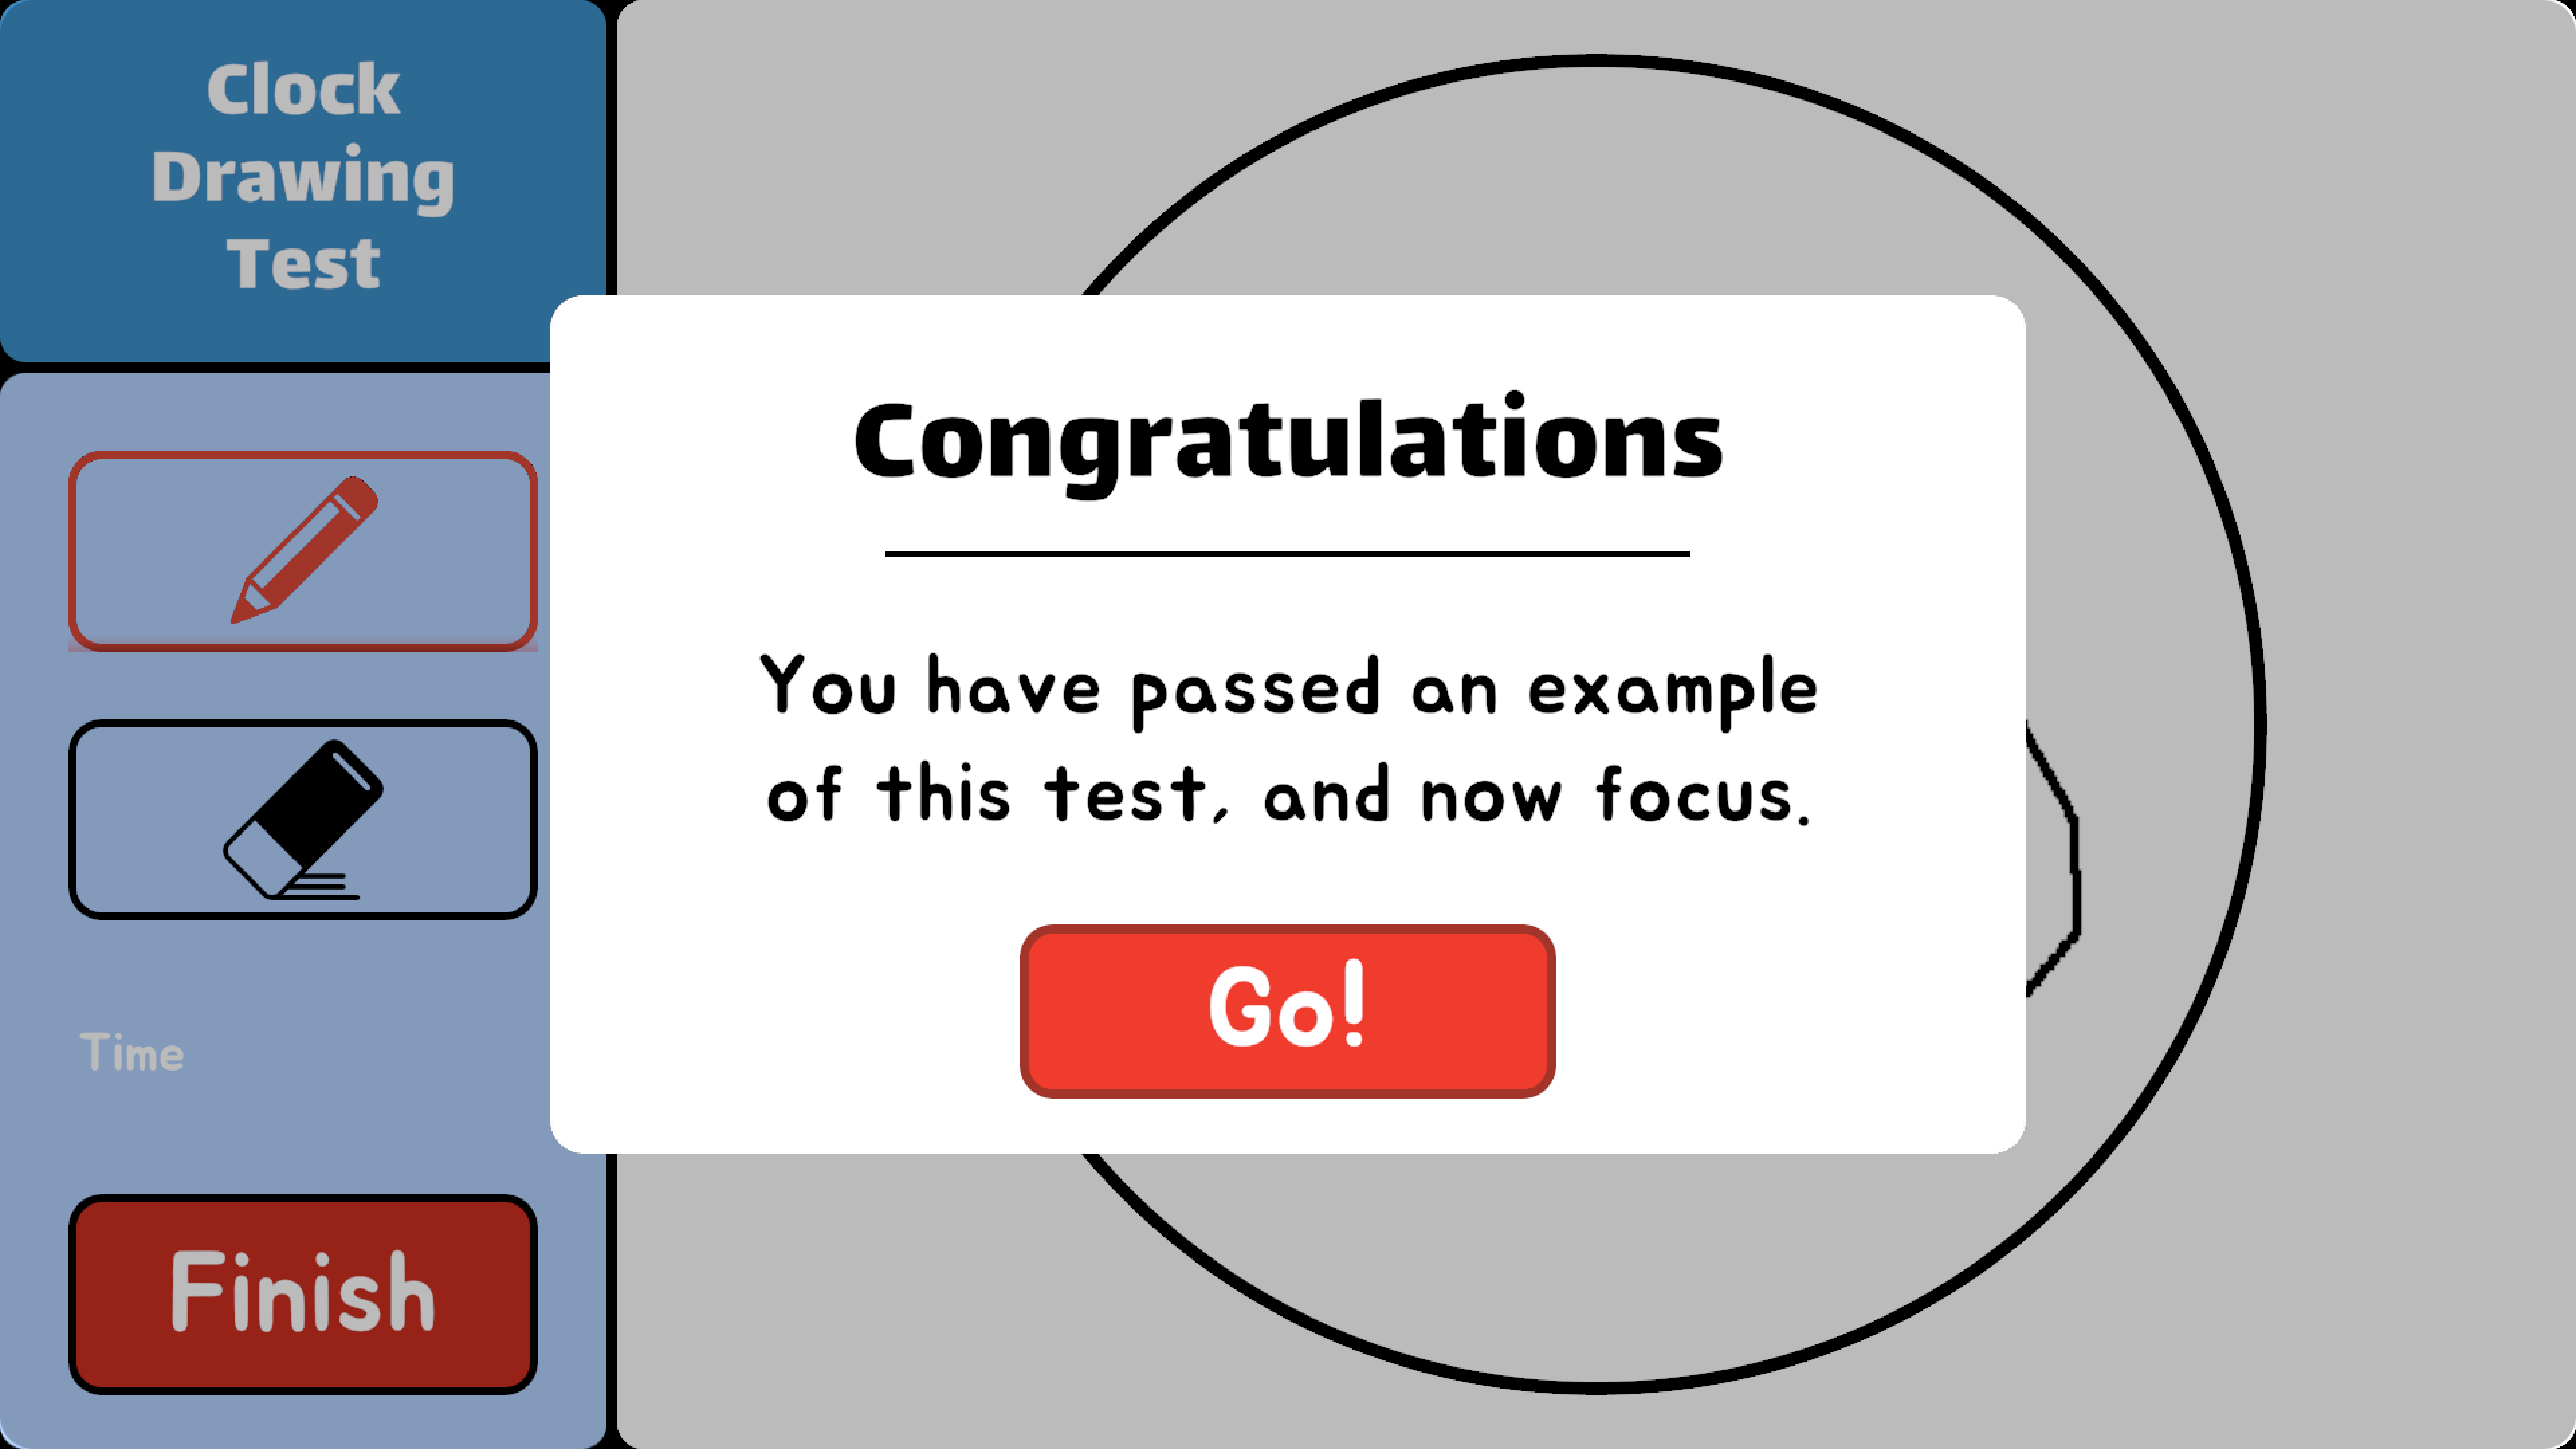 Clock
Drawing
Test
Congratulations
You have passed an example
of this test, and now focus.
Go!
Time
Finish